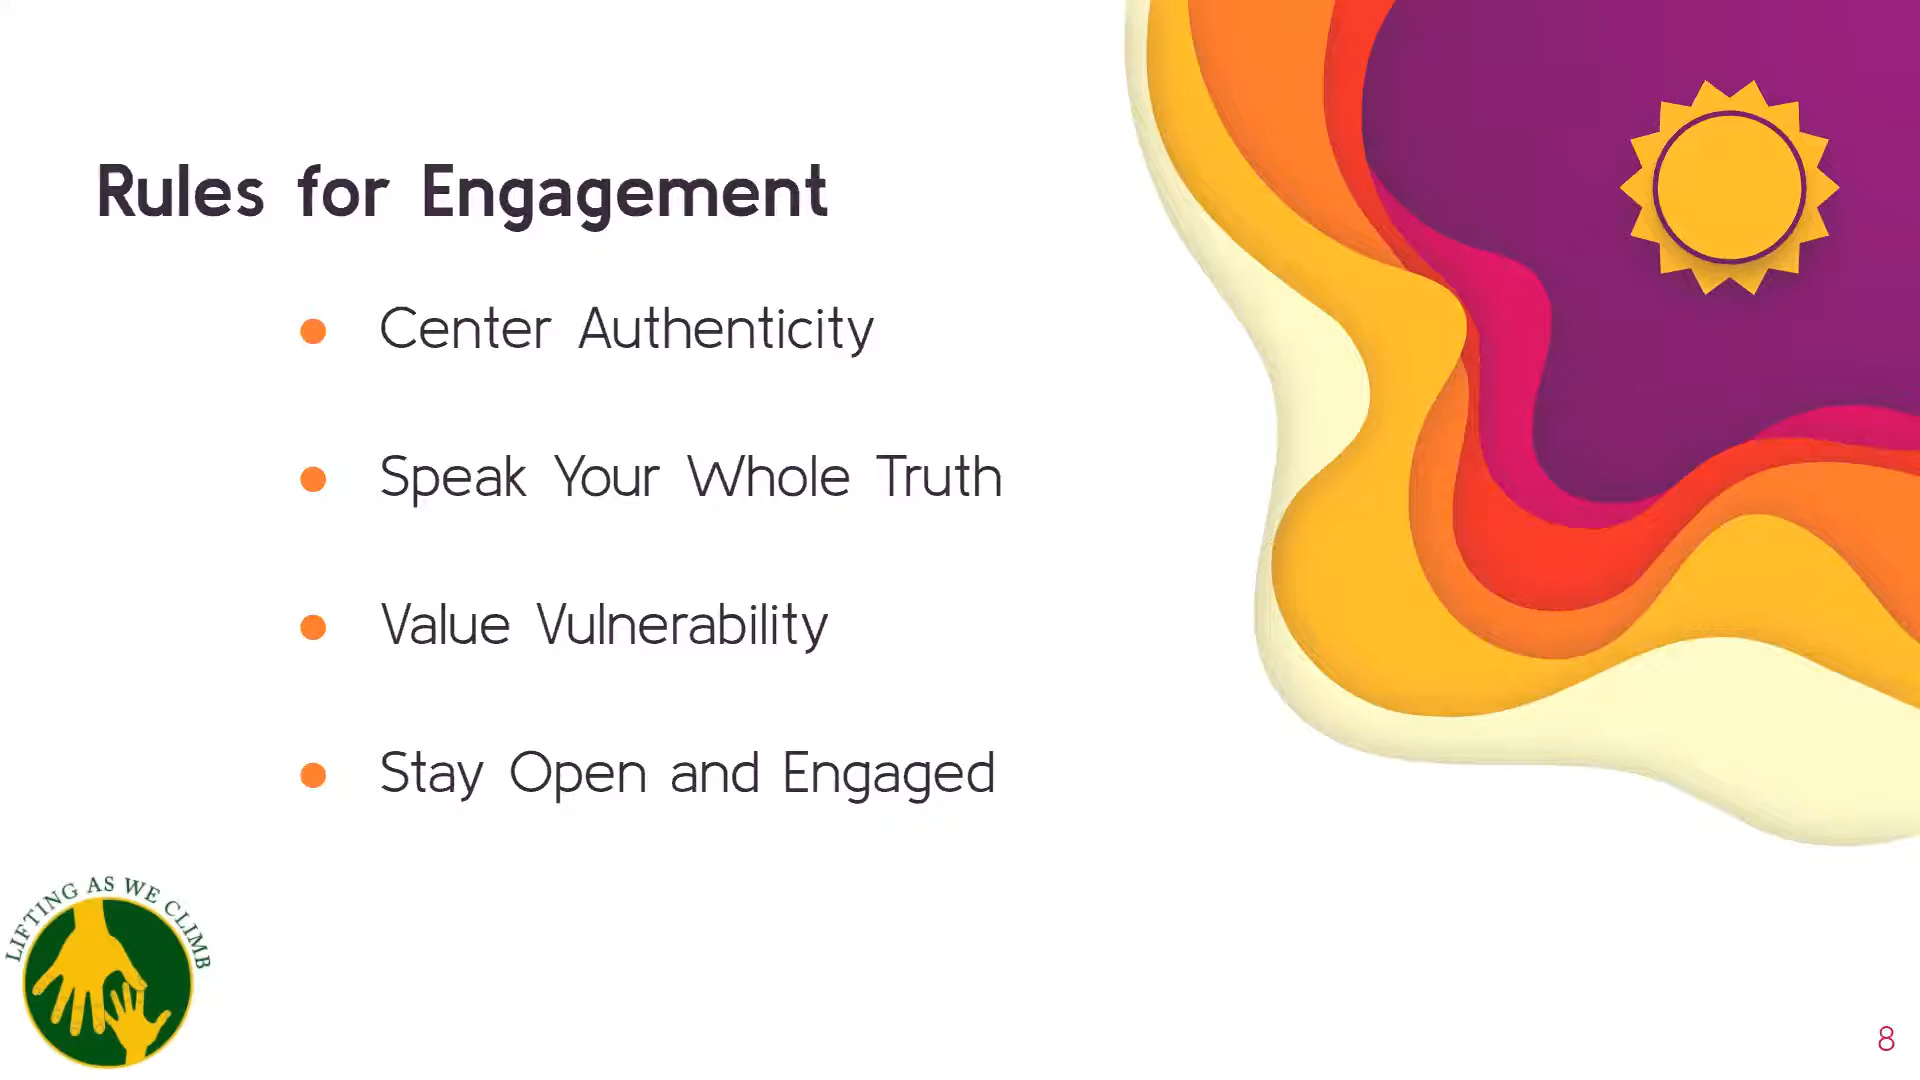 Rules for Engagement
Center Authenticity
Speak Your Whole Truth
Value Vulnerability
Stay Open and Engaged
LIFTING AS WE CLIMB
8